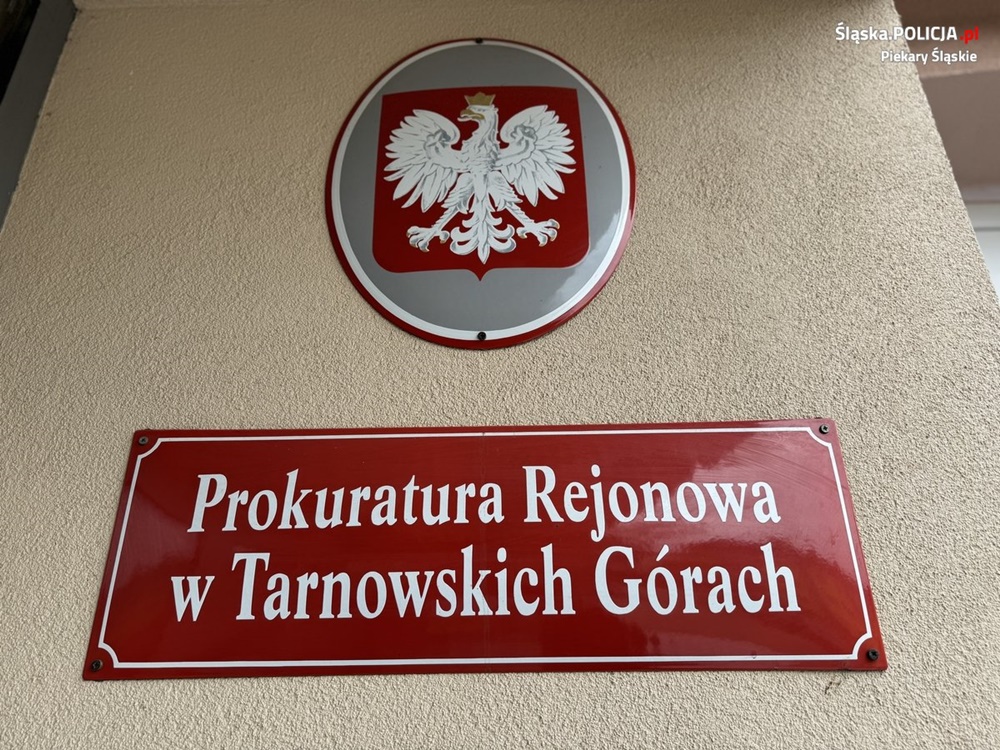 Śląska.POLICJA.pl
Piekary Śląskie
Prokuratura Rejonowa
w Tarnowskich Górach